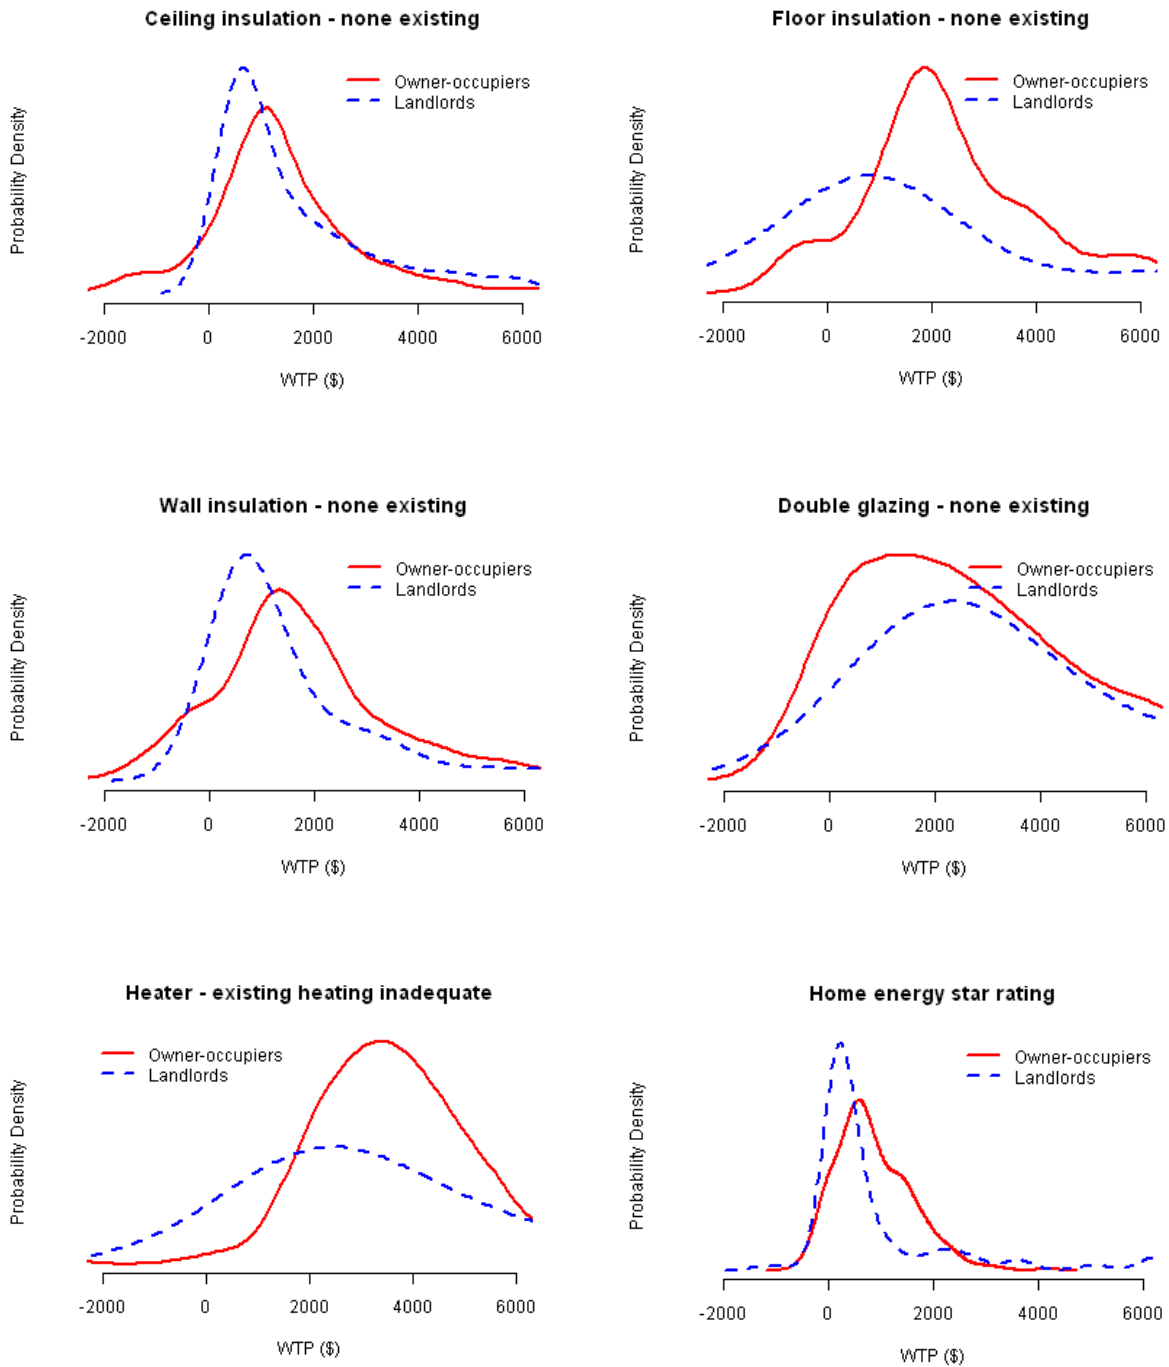 Ceiling insulation - none existing
Probability Density
Owner-occupiers
Landlords
-2000 0 2000 4000 6000
WTP ($)
Floor insulation - none existing
Probability Density
Owner-occupiers
Landlords
-2000 0 2000 4000 6000
WTP ($)
Wall insulation - none existing
Probability Density
Owner-occupiers
Landlords
-2000 0 2000 4000 6000
WTP ($)
Double glazing - none existing
Probability Density
Owner-occupiers
Landlords
-2000 0 2000 4000 6000
WTP ($)
Heater - existing heating inadequate
Probability Density
Owner-occupiers
Landlords
-2000 0 2000 4000 6000
WTP ($)
Home energy star rating
Probability Density
Owner-occupiers
Landlords
-2000 0 2000 4000 6000
WTP ($)